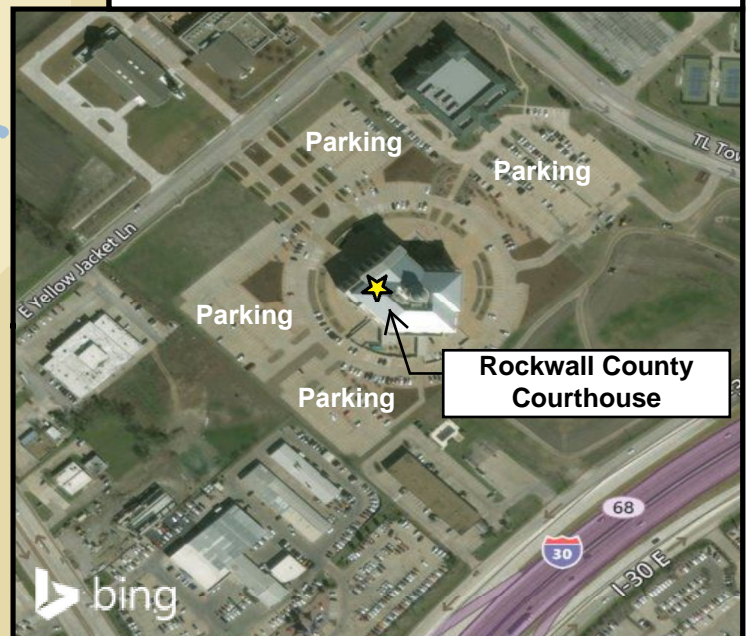 Parking
Parking
TL Tow
E Yellow Jacket Ln
Parking
Rockwall County
Courthouse
Parking
68
30
I-30 E
bing